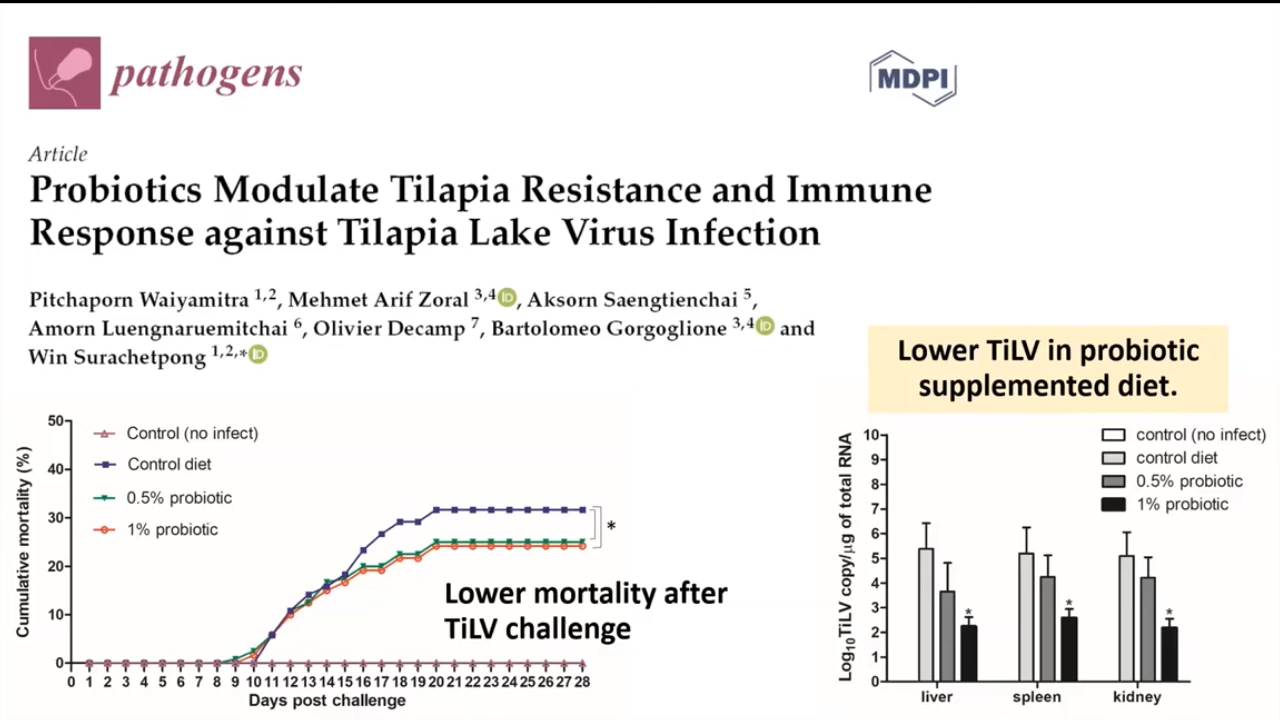 pathogens
MDPI
Article
Probiotics Modulate Tilapia Resistance and Immune
Response against Tilapia Lake Virus Infection
Pitchaporn Waiyamitra 1,2, Mehmet Arif Zoral 3,4 iD, Aksorn Saengtienchai 5,
Amorn Luengnaruemitchai 6, Olivier Decamp 7, Bartolomeo Gorgoglione 3,4 iD and
Win Surachetpong 1,2,* iD
Lower TiLV in probiotic
supplemented diet.
Cumulative mortality (%)
50
40
30
20
10
0
Control (no infect)
Control diet
0.5% probiotic
1% probiotic
*
Lower mortality after
TiLV challenge
0 1 2 3 4 5 6 7 8 9 10 11 12 13 14 15 16 17 18 19 20 21 22 23 24 25 26 27 28
Days post challenge
Log10TiLV copy/µg of total RNA
10
9
8
7
6
5
4
3
2
1
0
control (no infect)
control diet
0.5% probiotic
1% probiotic
* * *
liver spleen kidney